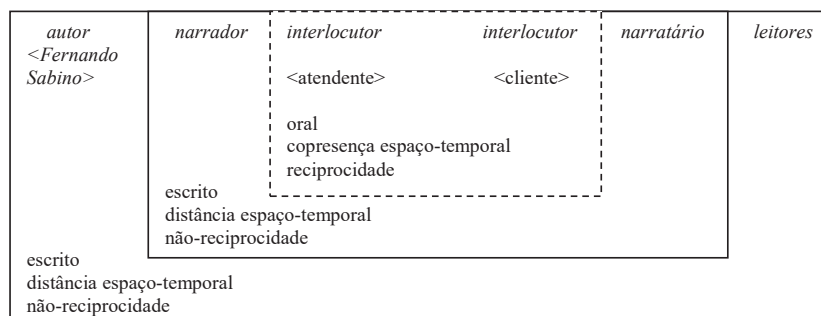 autor narrador interlocutor interlocutor narratário leitores
<Fernando
Sabino> <atendente> <cliente>
oral
copresença espaço-temporal
reciprocidade
escrito
distância espaço-temporal
não-reciprocidade
escrito
distância espaço-temporal
não-reciprocidade